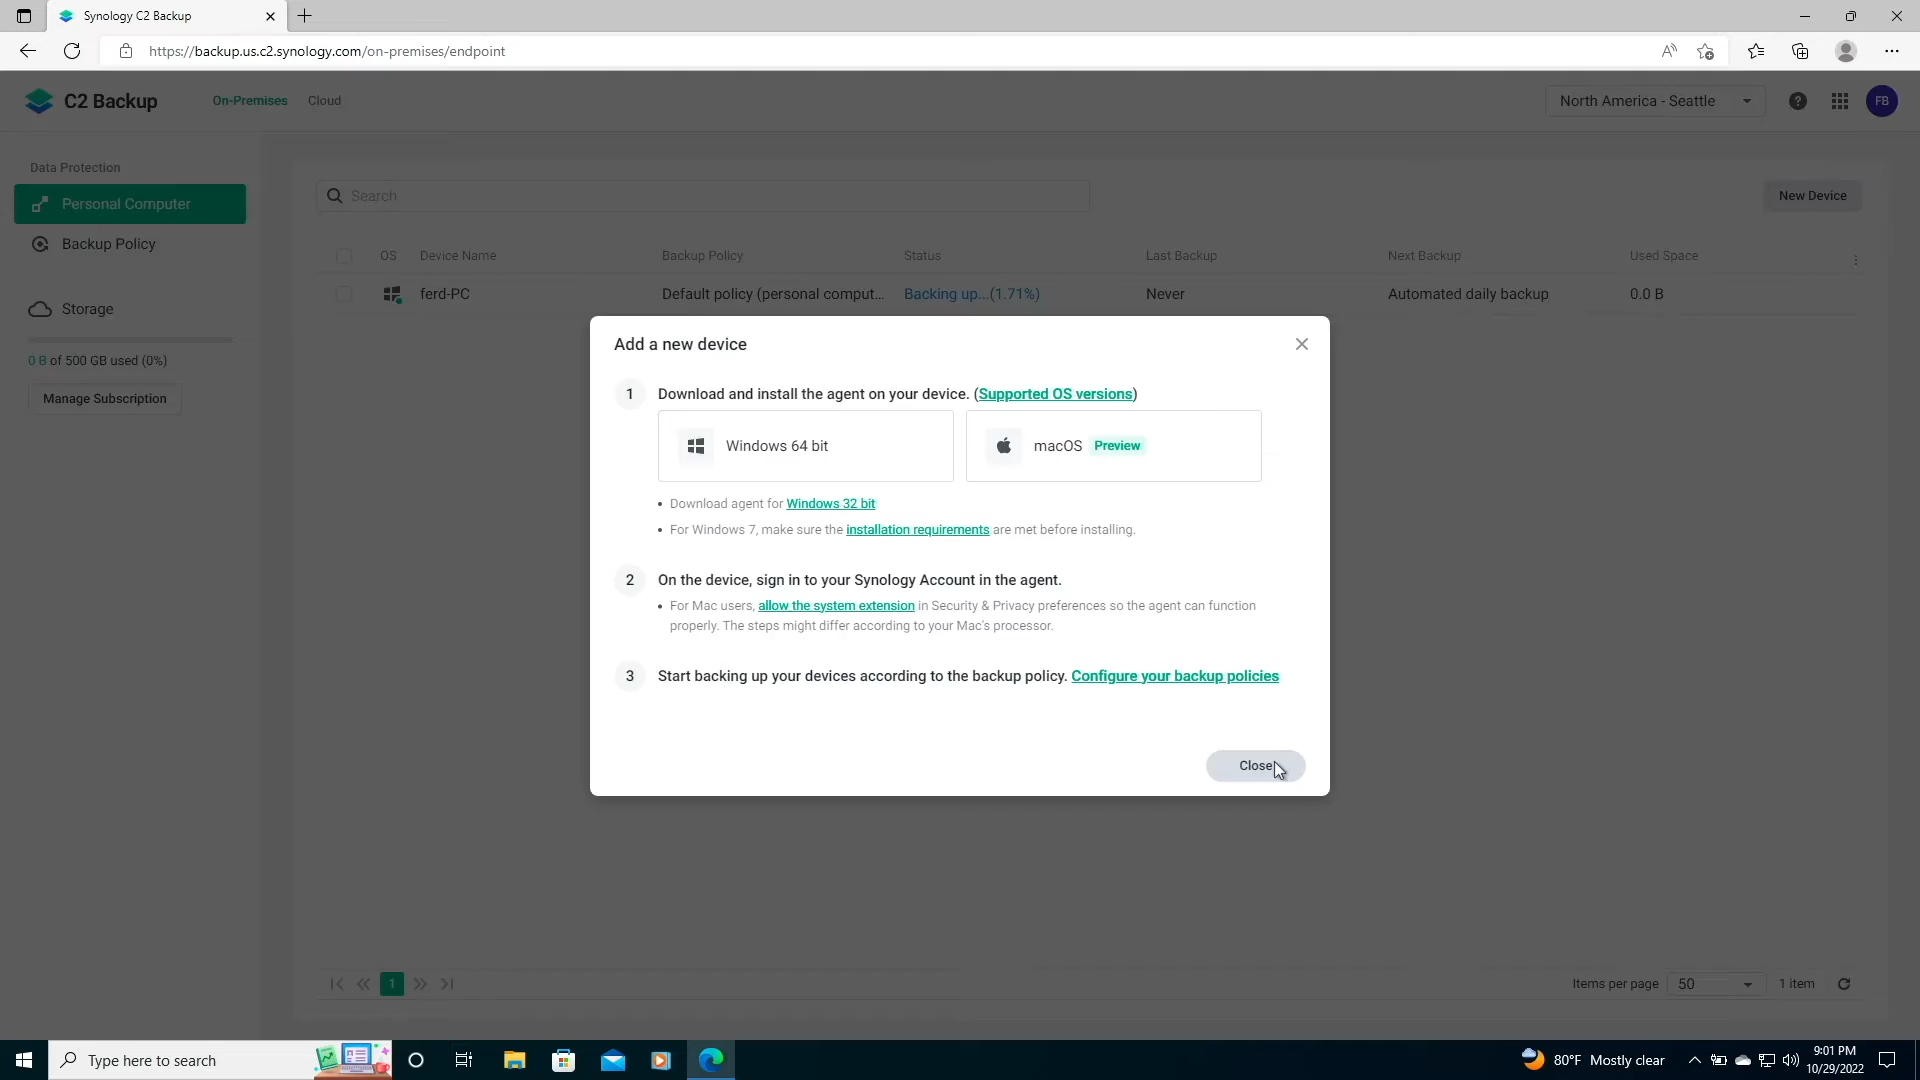 Synology C2 Backup
https://backup.us.c2.synology.com/on-premises/endpoint
C2 Backup
On-Premises
Cloud
North America - Seattle
FB
Data Protection
Personal Computer
Backup Policy
Storage
0 B of 500 GB used (0%)
Manage Subscription
Search
New Device
OS
Device Name
Backup Policy
Status
Last Backup
Next Backup
Used Space
ferd-PC
Default policy (personal comput...
Backing up...(1.71%)
Never
Automated daily backup
0.0 B
Add a new device
1
Download and install the agent on your device. (Supported OS versions)
Windows 64 bit
macOS Preview
• Download agent for Windows 32 bit
• For Windows 7, make sure the installation requirements are met before installing.
2
On the device, sign in to your Synology Account in the agent.
• For Mac users, allow the system extension in Security & Privacy preferences so the agent can function
properly. The steps might differ according to your Mac's processor.
3
Start backing up your devices according to the backup policy. Configure your backup policies
Close
1
Items per page
50
1 item
Type here to search
80°F Mostly clear
9:01 PM
10/29/2022